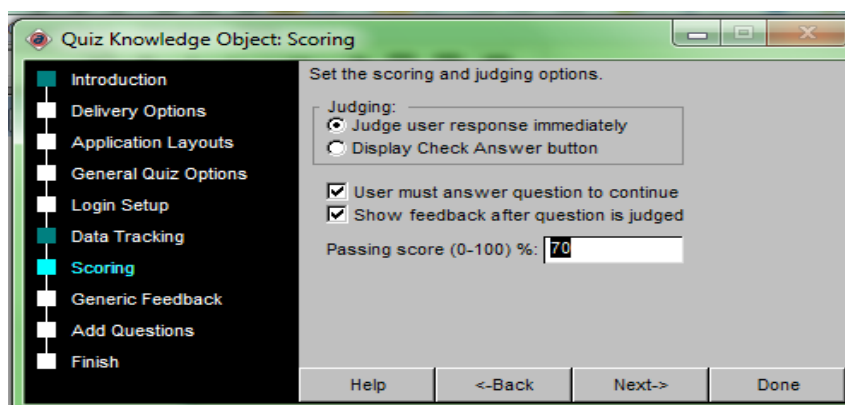 Quiz Knowledge Object: Scoring
Introduction
Delivery Options
Application Layouts
General Quiz Options
Login Setup
Data Tracking
Scoring
Generic Feedback
Add Questions
Finish
Set the scoring and judging options.
Judging:
Judge user response immediately
Display Check Answer button
User must answer question to continue
Show feedback after question is judged
Passing score (0-100) %: 70
Help <-Back Next-> Done